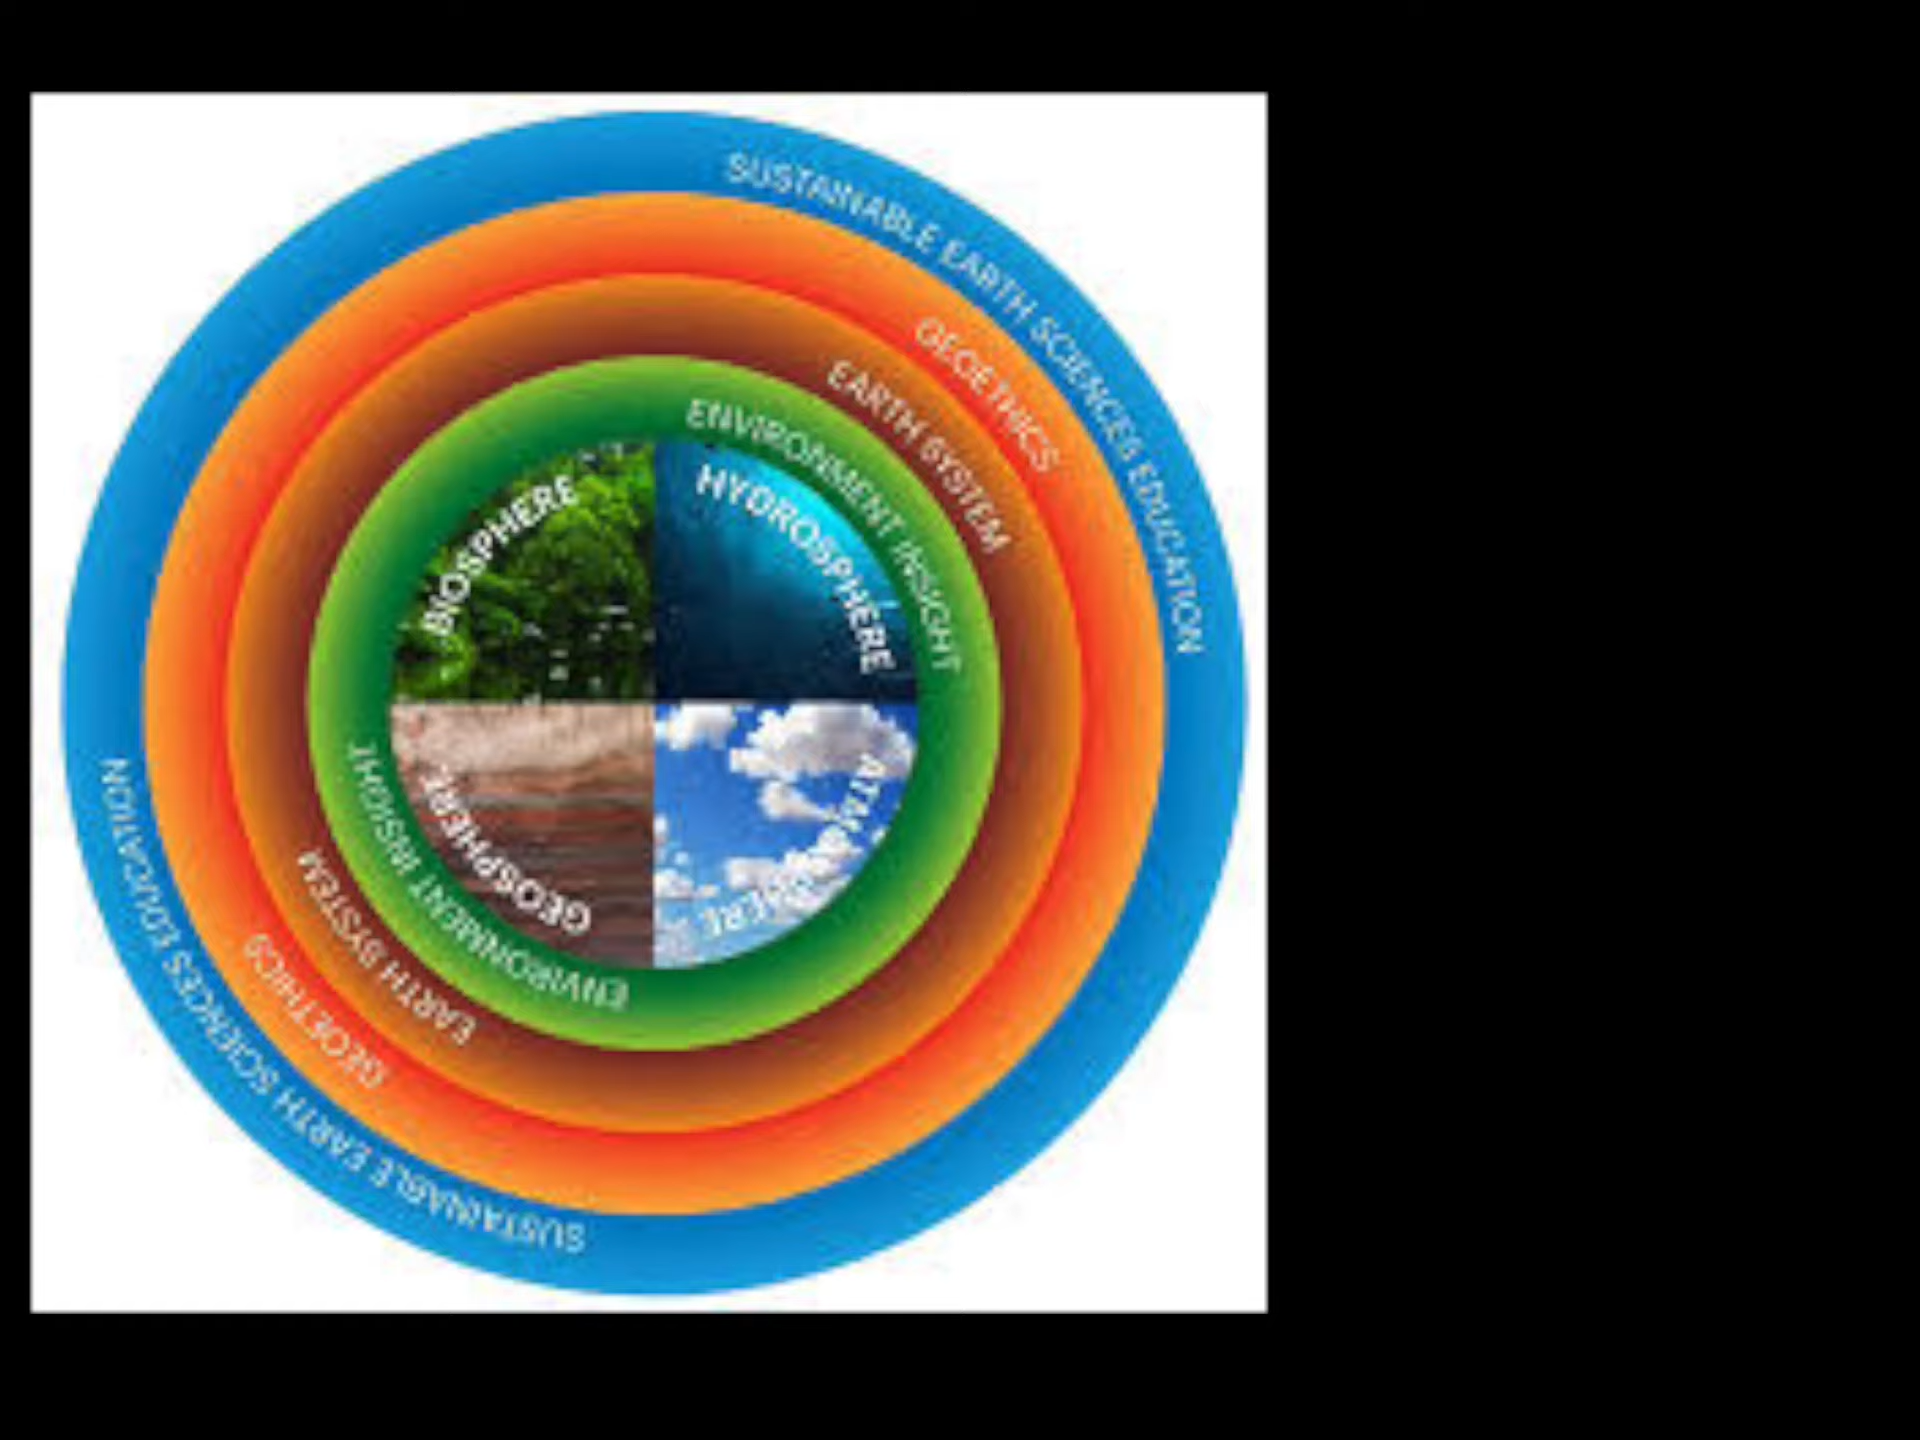 SUSTAINABLE EARTH SCIENCES EDUCATION
GEOETHICS
EARTH SYSTEM
ENVIRONMENT INSIGHT
BIOSPHERE
HYDROSPHERE
ATMOSPHERE
GEOSPHERE
ENVIRONMENT INSIGHT
EARTH SYSTEM
GEOETHICS
SUSTAINABLE EARTH SCIENCES EDUCATION